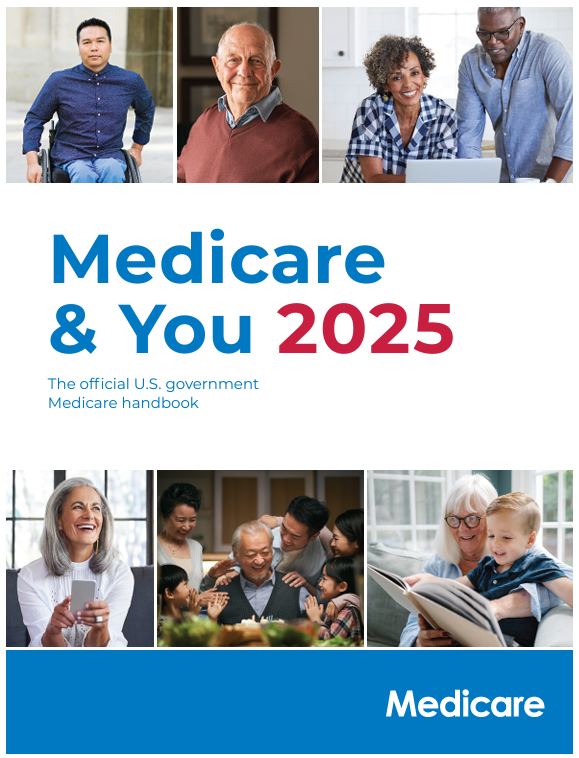 Medicare
& You 2025
The official U.S. government
Medicare handbook
Medicare